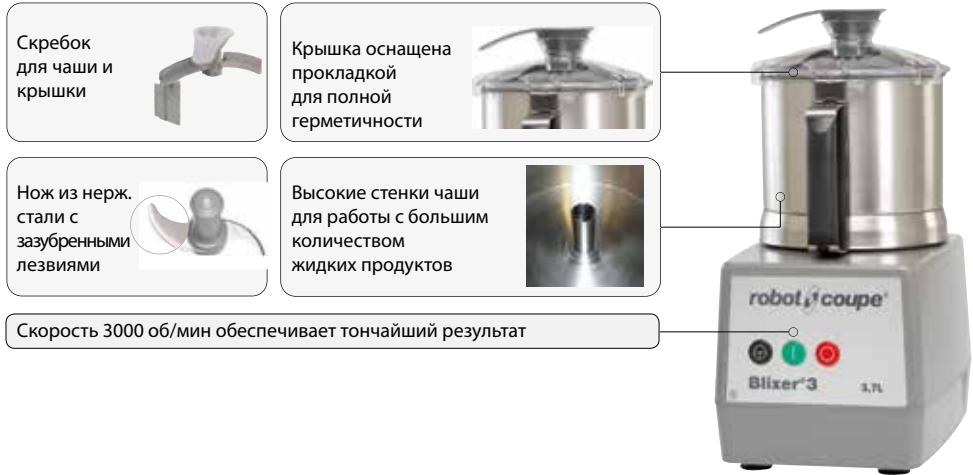 Скребок
для чаши и
крышки
Крышка оснащена
прокладкой
для полной
герметичности
Нож из нерж.
стали с
зазубренными
лезвиями
Высокие стенки чаши
для работы с большим
количеством
жидких продуктов
Скорость 3000 об/мин обеспечивает тончайший результат
robot coupe®
Blixer®3
3,7L